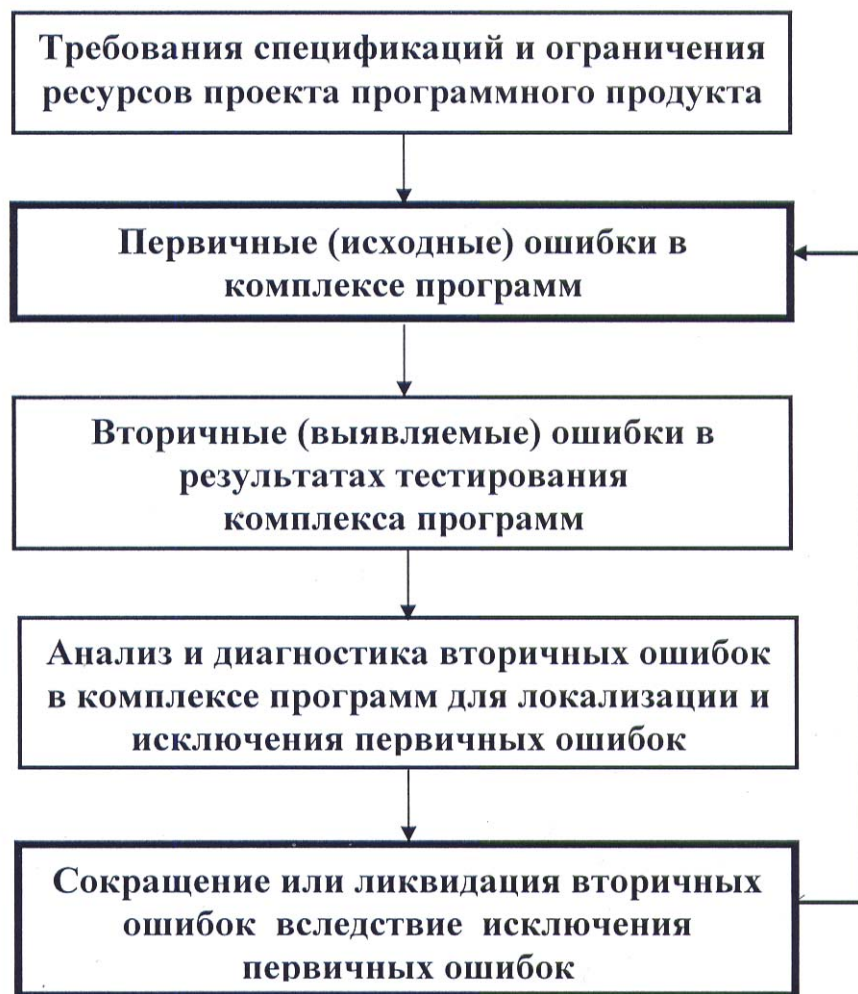 Требования спецификаций и ограничения
ресурсов проекта программного продукта
Первичные (исходные) ошибки в
комплексе программ
Вторичные (выявляемые) ошибки в
результатах тестирования
комплекса программ
Анализ и диагностика вторичных ошибок
в комплексе программ для локализации и
исключения первичных ошибок
Сокращение или ликвидация вторичных
ошибок вследствие исключения
первичных ошибок